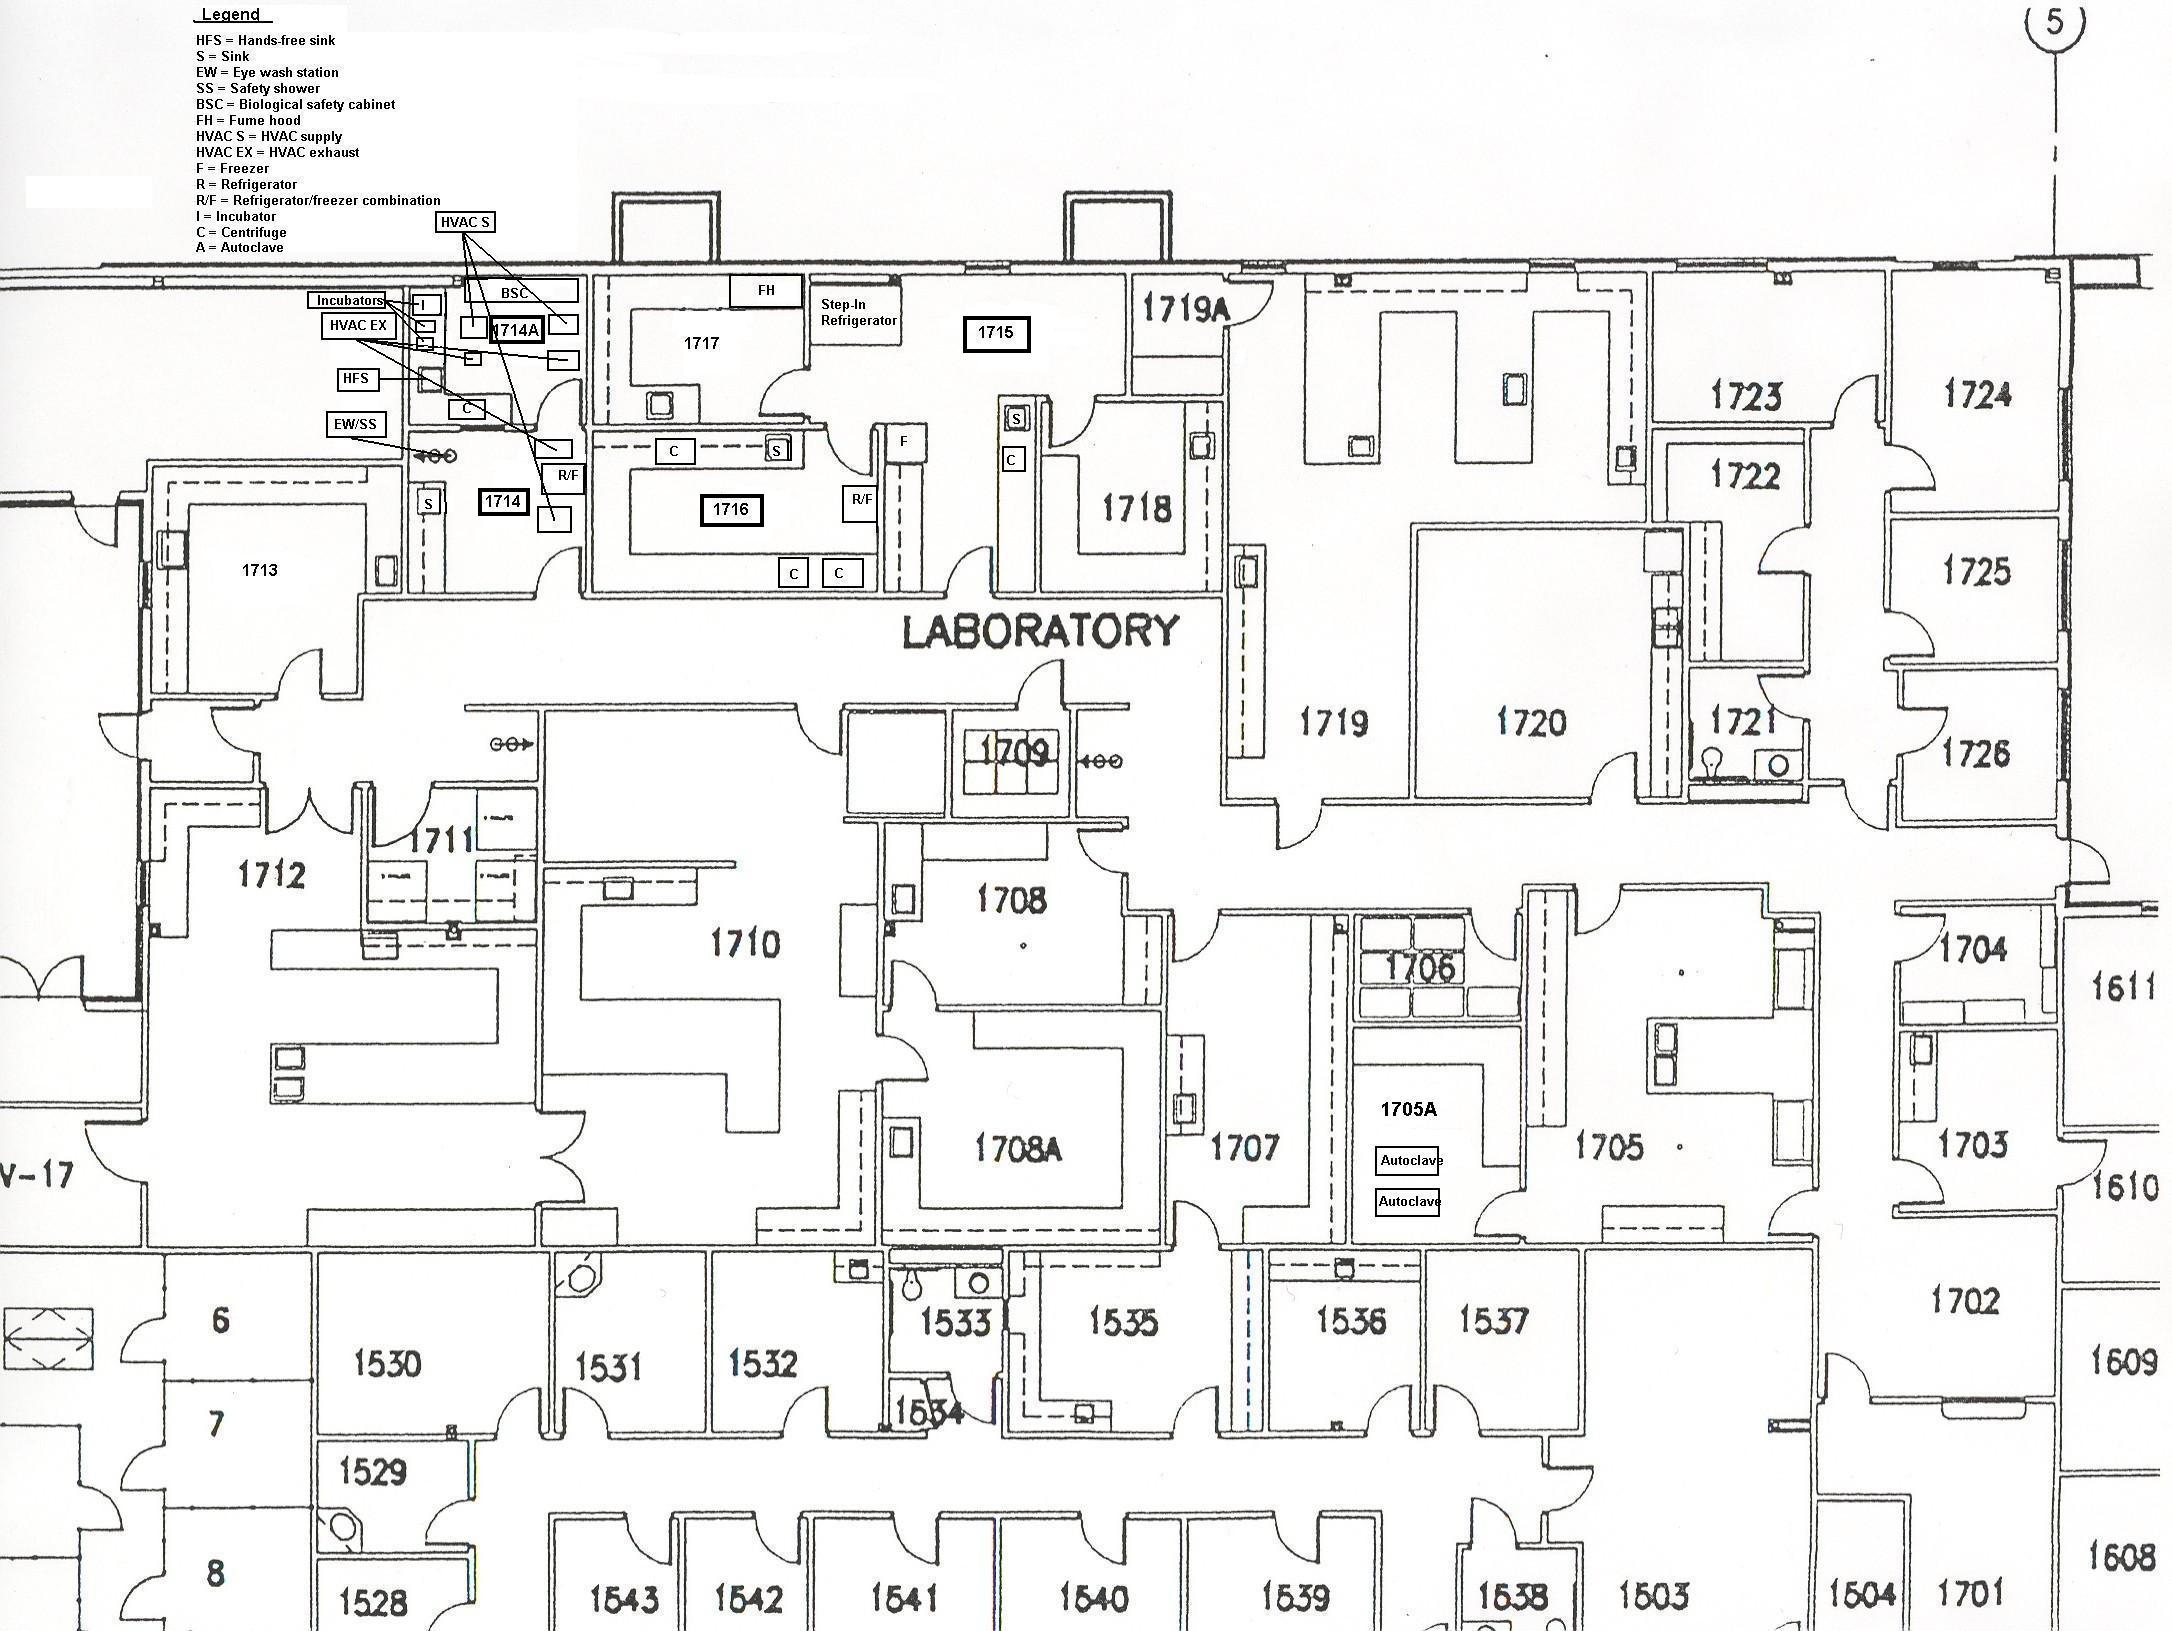 Legend
HFS = Hands-free sink
S = Sink
EW = Eye wash station
SS = Safety shower
BSC = Biological safety cabinet
FH = Fume hood
HVAC S = HVAC supply
HVAC EX = HVAC exhaust
F = Freezer
R = Refrigerator
R/F = Refrigerator/freezer combination
I = Incubator
C = Centrifuge
A = Autoclave
5
HVAC S
Incubators
I
BSC
HVAC EX
1714A
HFS
C
EW/SS
FH
1717
Step-In
Refrigerator
1715
1719A
1723
1724
S
R/F
1714
C
S
1716
R/F
C
C
F
S
C
1718
1722
1713
1725
LABORATORY
1719
1720
1721
1726
1709
1711
1712
1710
1708
1706
1704
1611
1708A
1707
1705A
Autoclave
Autoclave
1705
1703
1610
V-17
6
1530
1531
1532
1533
1534
1535
1536
1537
1702
1609
7
1529
8
1528
1543
1542
1541
1540
1539
1538
1503
1504
1701
1608